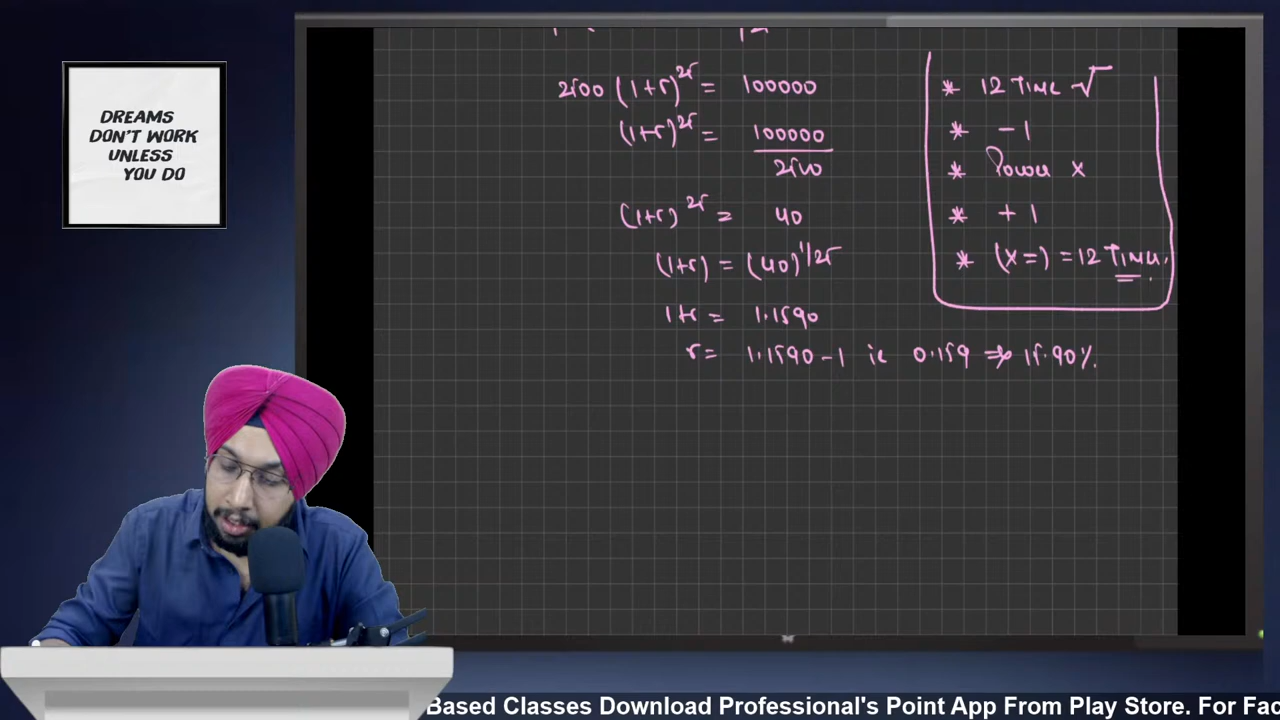 DREAMS
DON'T WORK
UNLESS
YOU DO
2500 (1+r)^25 = 100000
(1+r)^25 = 100000
2500
(1+r)^25 = 40
(1+r) = (40)^1/25
1+r = 1.1590
r = 1.1590 - 1 ie 0.159 ⇒ 15.90%
* 12 TIME √
* - 1
* Power X
* + 1
* (X=) = 12 TIME.
Based Classes Download Professional's Point App From Play Store. For Fac